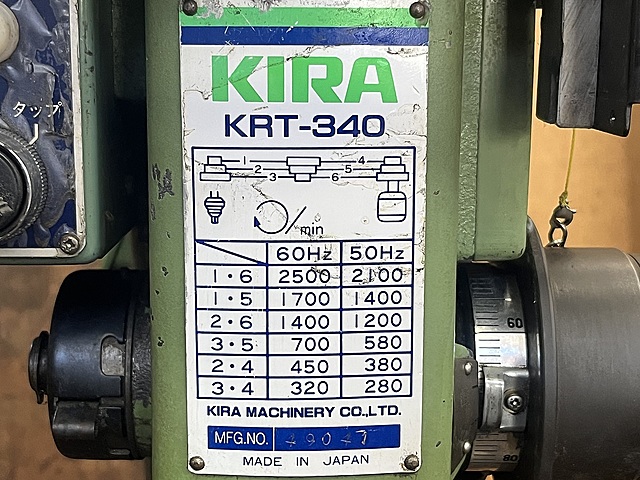 タップ
KIRA
KRT-340
1 4
2 5
3 6
/min
60Hz 50Hz
1・6 2500 2100
1・5 1700 1400
2・6 1400 1200
3・5 700 580
2・4 450 380
3・4 320 280
KIRA MACHINERY CO.,LTD.
MFG.NO. 49047
MADE IN JAPAN
60
80